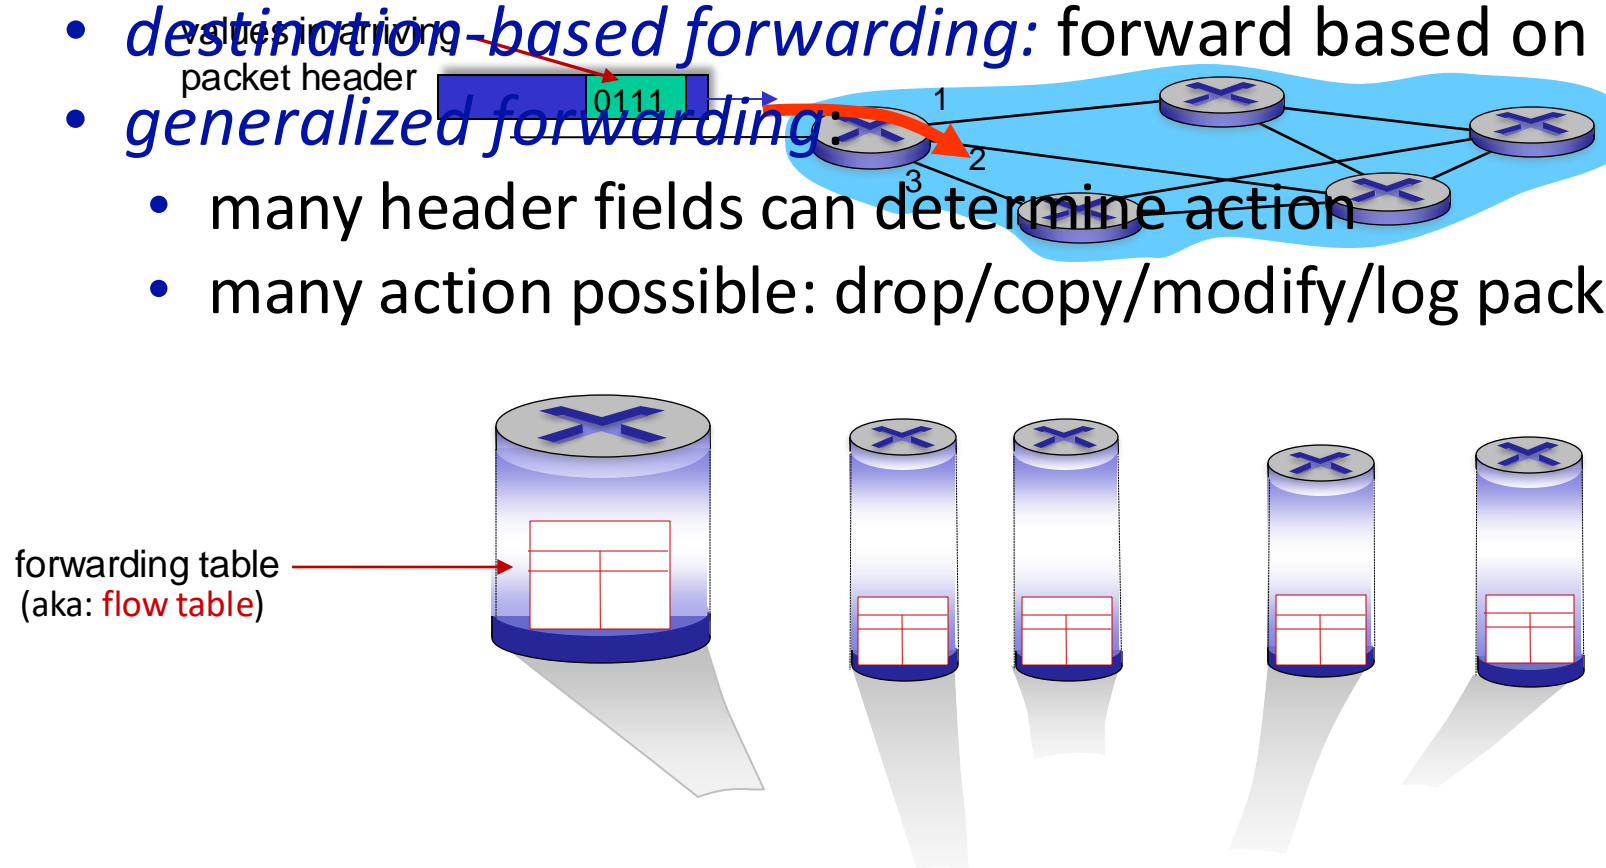 • destination-based forwarding: forward based on
values in arriving
packet header
0111
• generalized forwarding:
1
2
3
• many header fields can determine action
• many action possible: drop/copy/modify/log pack
forwarding table
(aka: flow table)